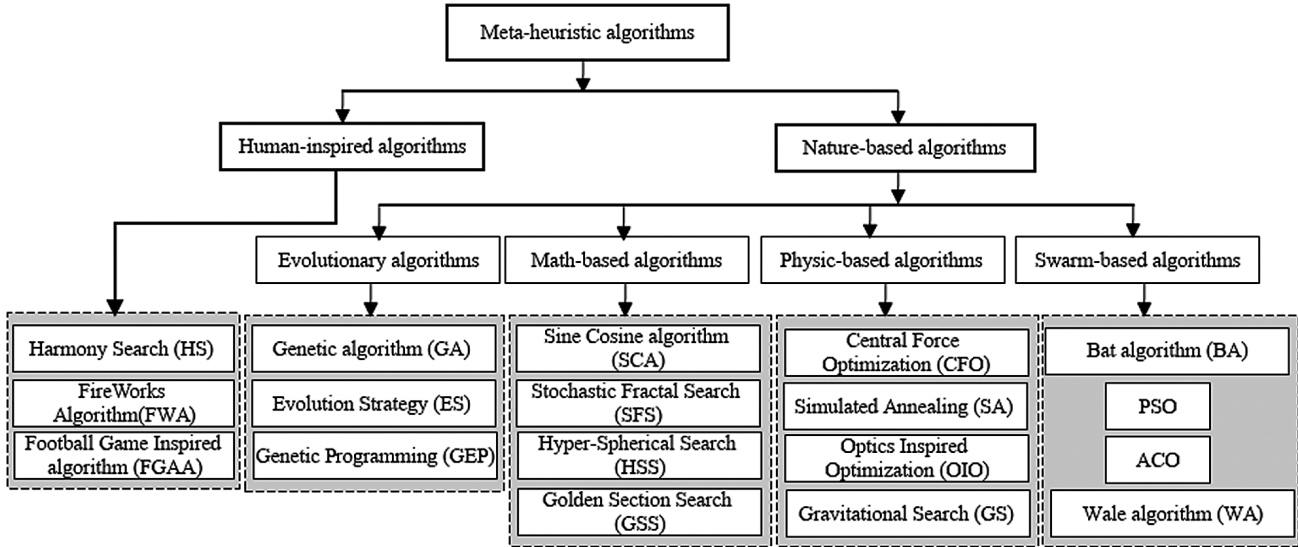 Meta-heuristic algorithms
Human-inspired algorithms
Nature-based algorithms
Evolutionary algorithms
Math-based algorithms
Physic-based algorithms
Swarm-based algorithms
Harmony Search (HS)
FireWorks
Algorithm(FWA)
Football Game Inspired
algorithm (FGAA)
Genetic algorithm (GA)
Evolution Strategy (ES)
Genetic Programming (GEP)
Sine Cosine algorithm
(SCA)
Stochastic Fractal Search
(SFS)
Hyper-Spherical Search
(HSS)
Golden Section Search
(GSS)
Central Force
Optimization (CFO)
Simulated Annealing (SA)
Optics Inspired
Optimization (OIO)
Gravitational Search (GS)
Bat algorithm (BA)
PSO
ACO
Wale algorithm (WA)